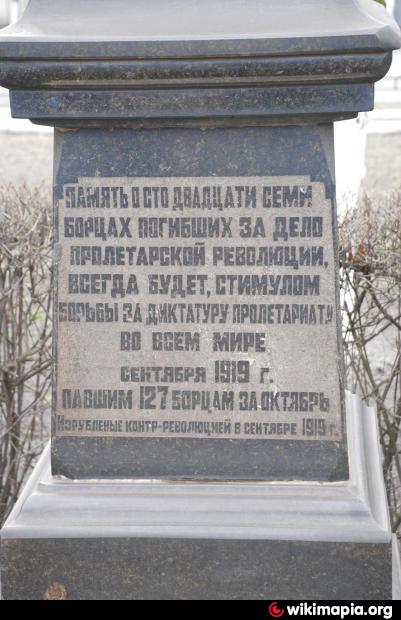 ПАМЯТЬ О СТО ДВАДЦАТИ СЕМИ
БОРЦАХ ПОГИБШИХ ЗА ДЕЛО
ПРОЛЕТАРСКОЙ РЕВОЛЮЦИИ,
ВСЕГДА БУДЕТ, СТИМУЛОМ
БОРЬБЫ ЗА ДИКТАТУРУ ПРОЛЕТАРИАТУ
ВО ВСЕМ МИРЕ
СЕНТЯБРЯ 1919 Г.
ПАВШИМ 127 БОРЦАМ ЗА ОКТЯБРЬ
ИЗРУБЛЕНЫЕ КОНТР-РЕВОЛЮЦИЕЙ В СЕНТЯБРЕ 1919 Г.
wikimapia.org